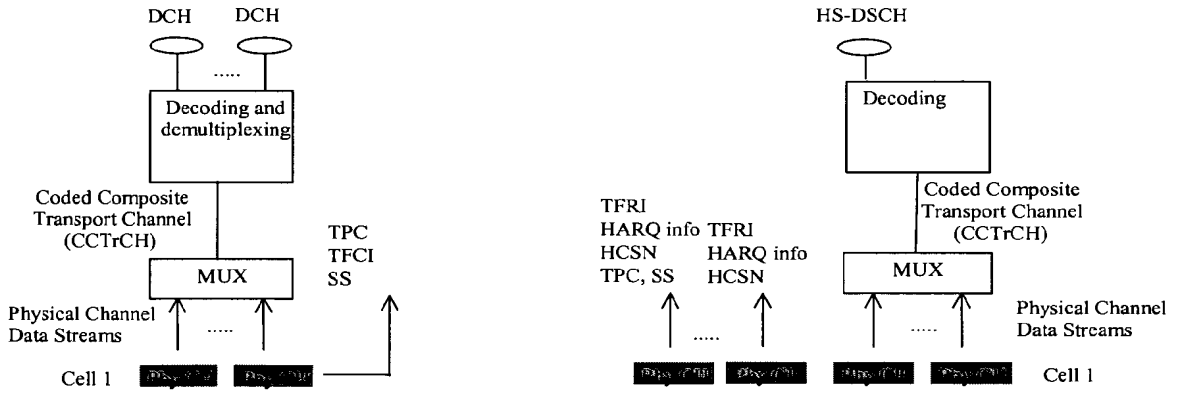 DCH DCH
.....
Decoding and
demultiplexing
Coded Composite
Transport Channel
(CCTrCH)
TPC
TFCI
SS
MUX
Physical Channel
Data Streams
.....
Cell 1
HS-DSCH
Decoding
Coded Composite
Transport Channel
(CCTrCH)
TFRI
HARQ info
HCSN
TPC, SS
TFRI
HARQ info
HCSN
MUX
Physical Channel
Data Streams
.....
.....
Cell 1